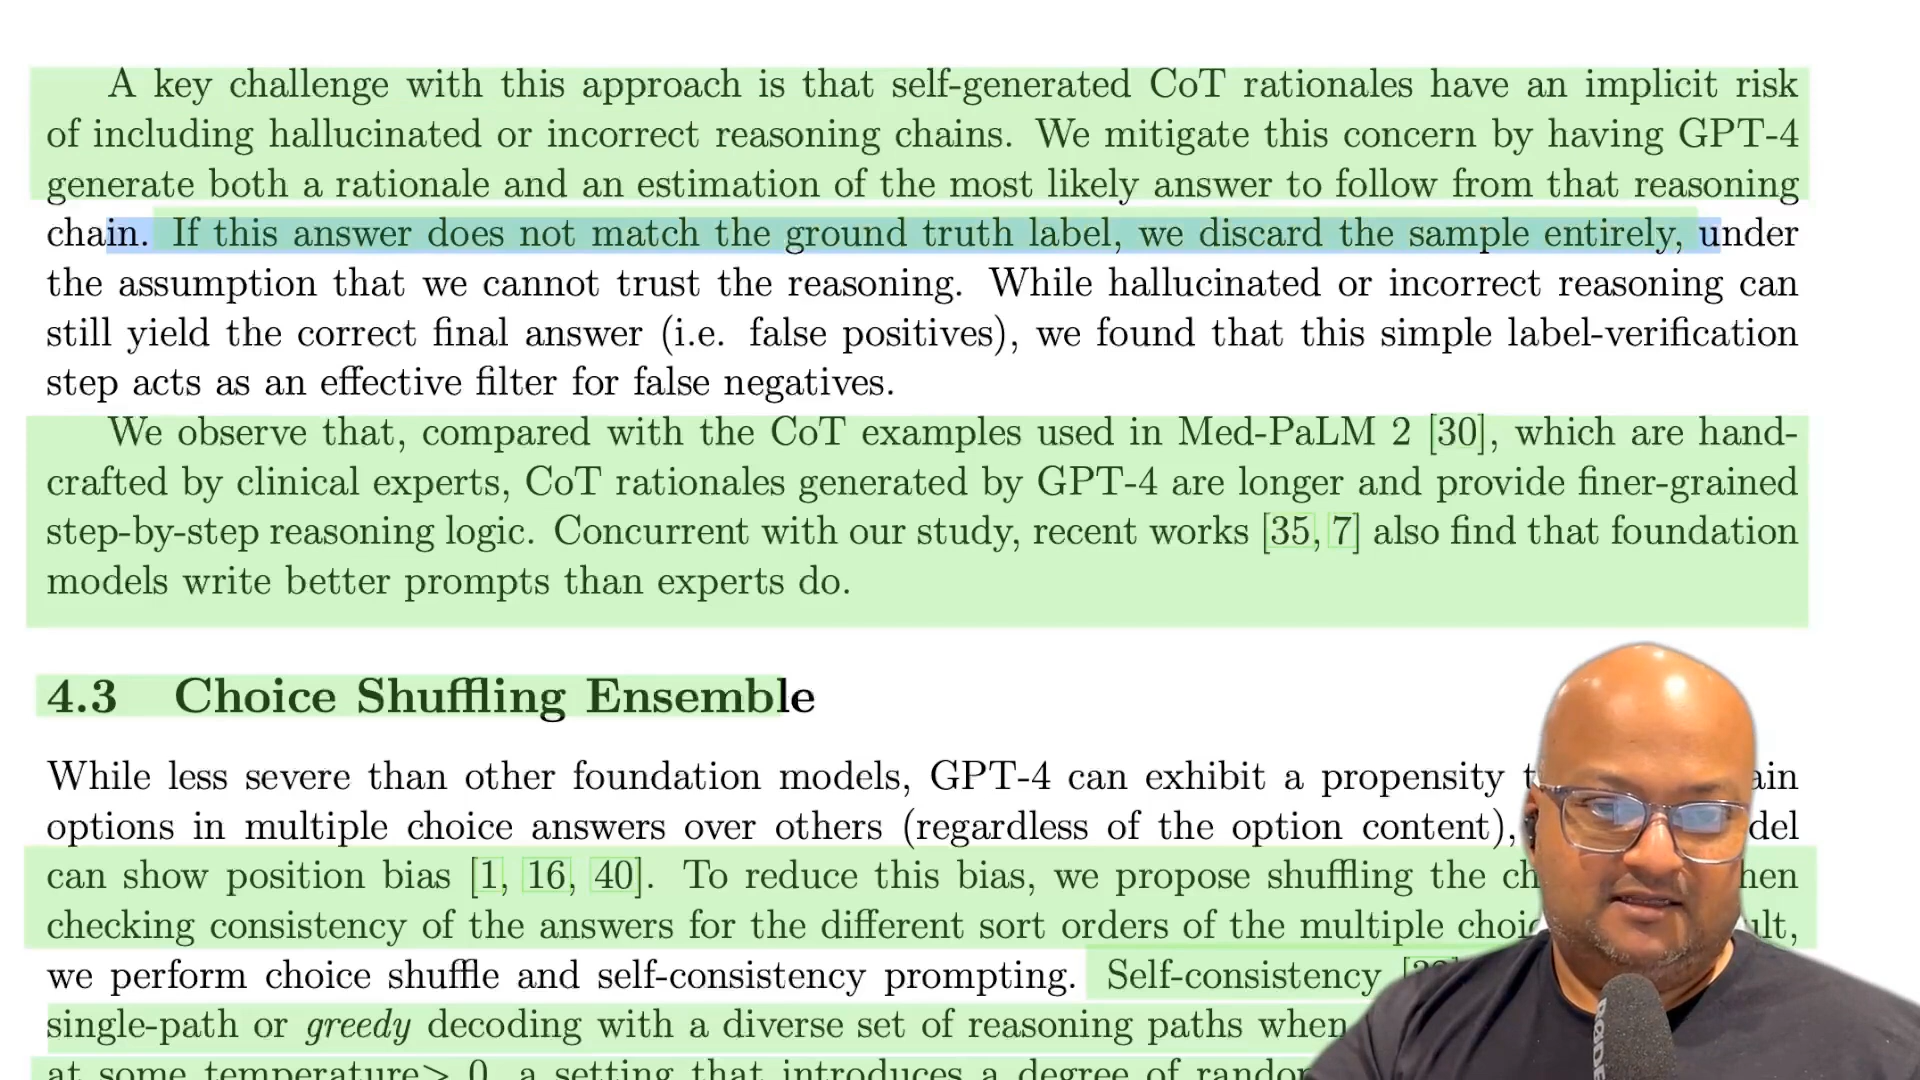 A key challenge with this approach is that self-generated CoT rationales have an implicit risk
of including hallucinated or incorrect reasoning chains. We mitigate this concern by having GPT-4
generate both a rationale and an estimation of the most likely answer to follow from that reasoning
chain. If this answer does not match the ground truth label, we discard the sample entirely, under
the assumption that we cannot trust the reasoning. While hallucinated or incorrect reasoning can
still yield the correct final answer (i.e. false positives), we found that this simple label-verification
step acts as an effective filter for false negatives.
We observe that, compared with the CoT examples used in Med-PaLM 2 [30], which are hand-
crafted by clinical experts, CoT rationales generated by GPT-4 are longer and provide finer-grained
step-by-step reasoning logic. Concurrent with our study, recent works [35, 7] also find that foundation
models write better prompts than experts do.
4.3 Choice Shuffling Ensemble
While less severe than other foundation models, GPT-4 can exhibit a propensity
options in multiple choice answers over others (regardless of the option content),
can show position bias [1, 16, 40]. To reduce this bias, we propose shuffling the
checking consistency of the answers for the different sort orders of the multiple
we perform choice shuffle and self-consistency prompting. Self-consistency
single-path or greedy decoding with a diverse set of reasoning paths when
at some temperature> 0, a setting that introduces a degree of